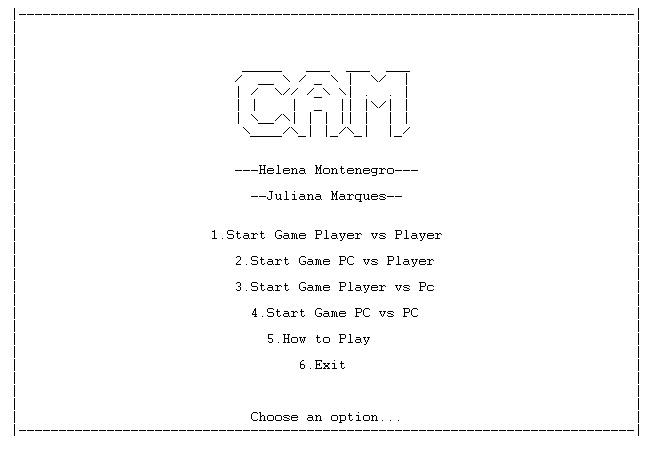 CAM
---Helena Montenegro---
--Juliana Marques--
1.Start Game Player vs Player
2.Start Game PC vs Player
3.Start Game Player vs Pc
4.Start Game PC vs PC
5.How to Play
6.Exit
Choose an option...